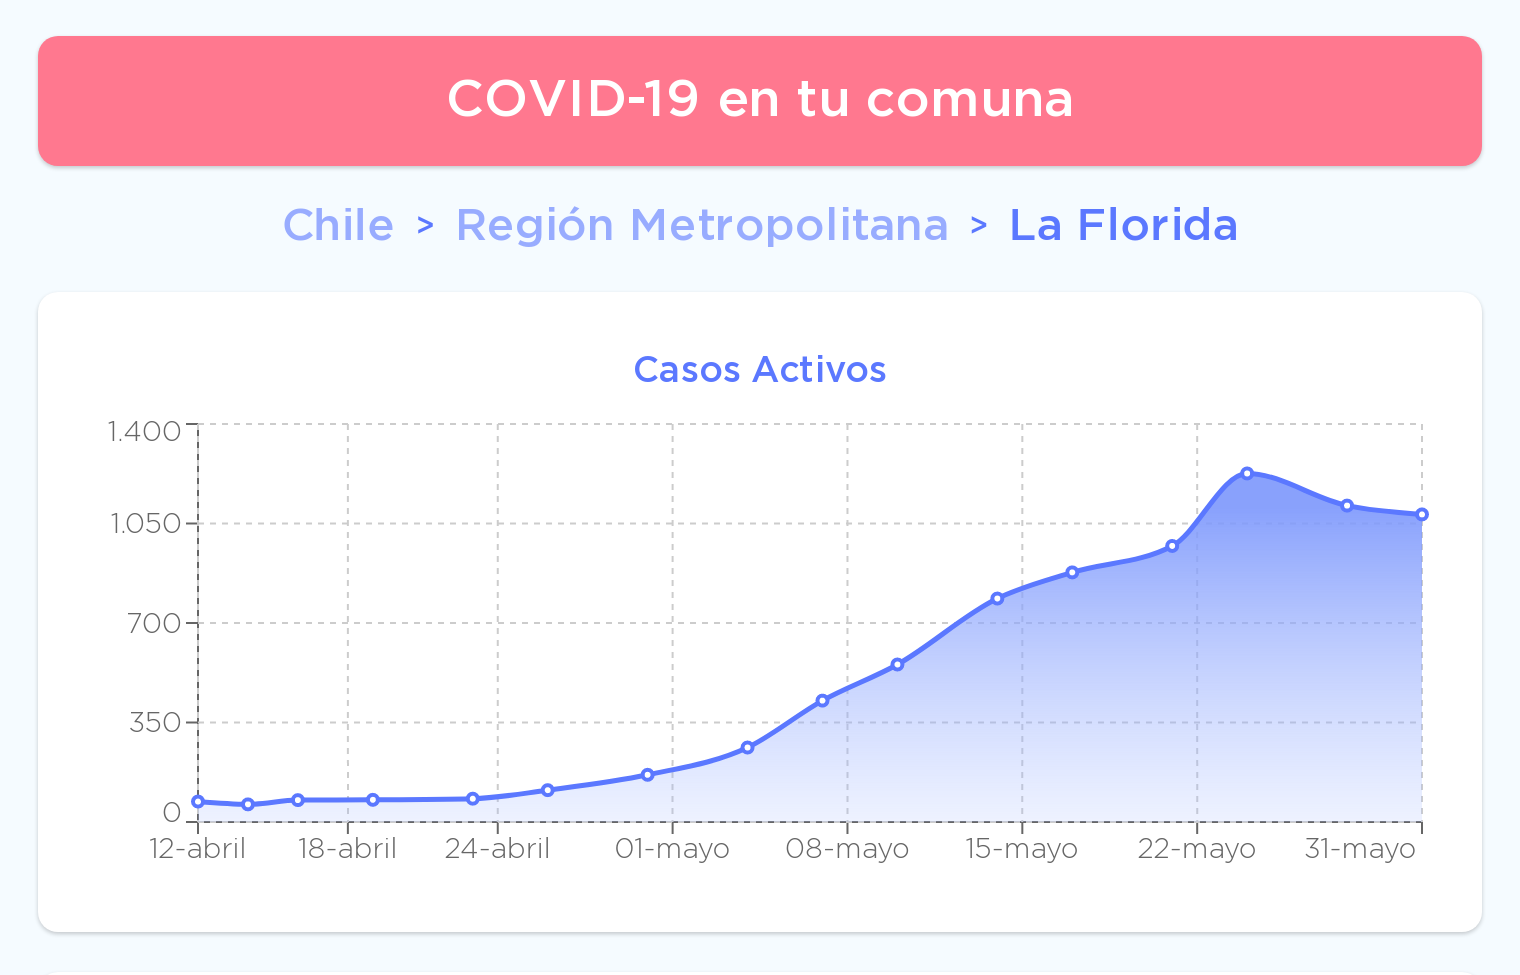 COVID-19 en tu comuna
Chile > Región Metropolitana > La Florida
Casos Activos
1.400
1.050
700
350
0
12-abril 18-abril 24-abril 01-mayo 08-mayo 15-mayo 22-mayo 31-mayo